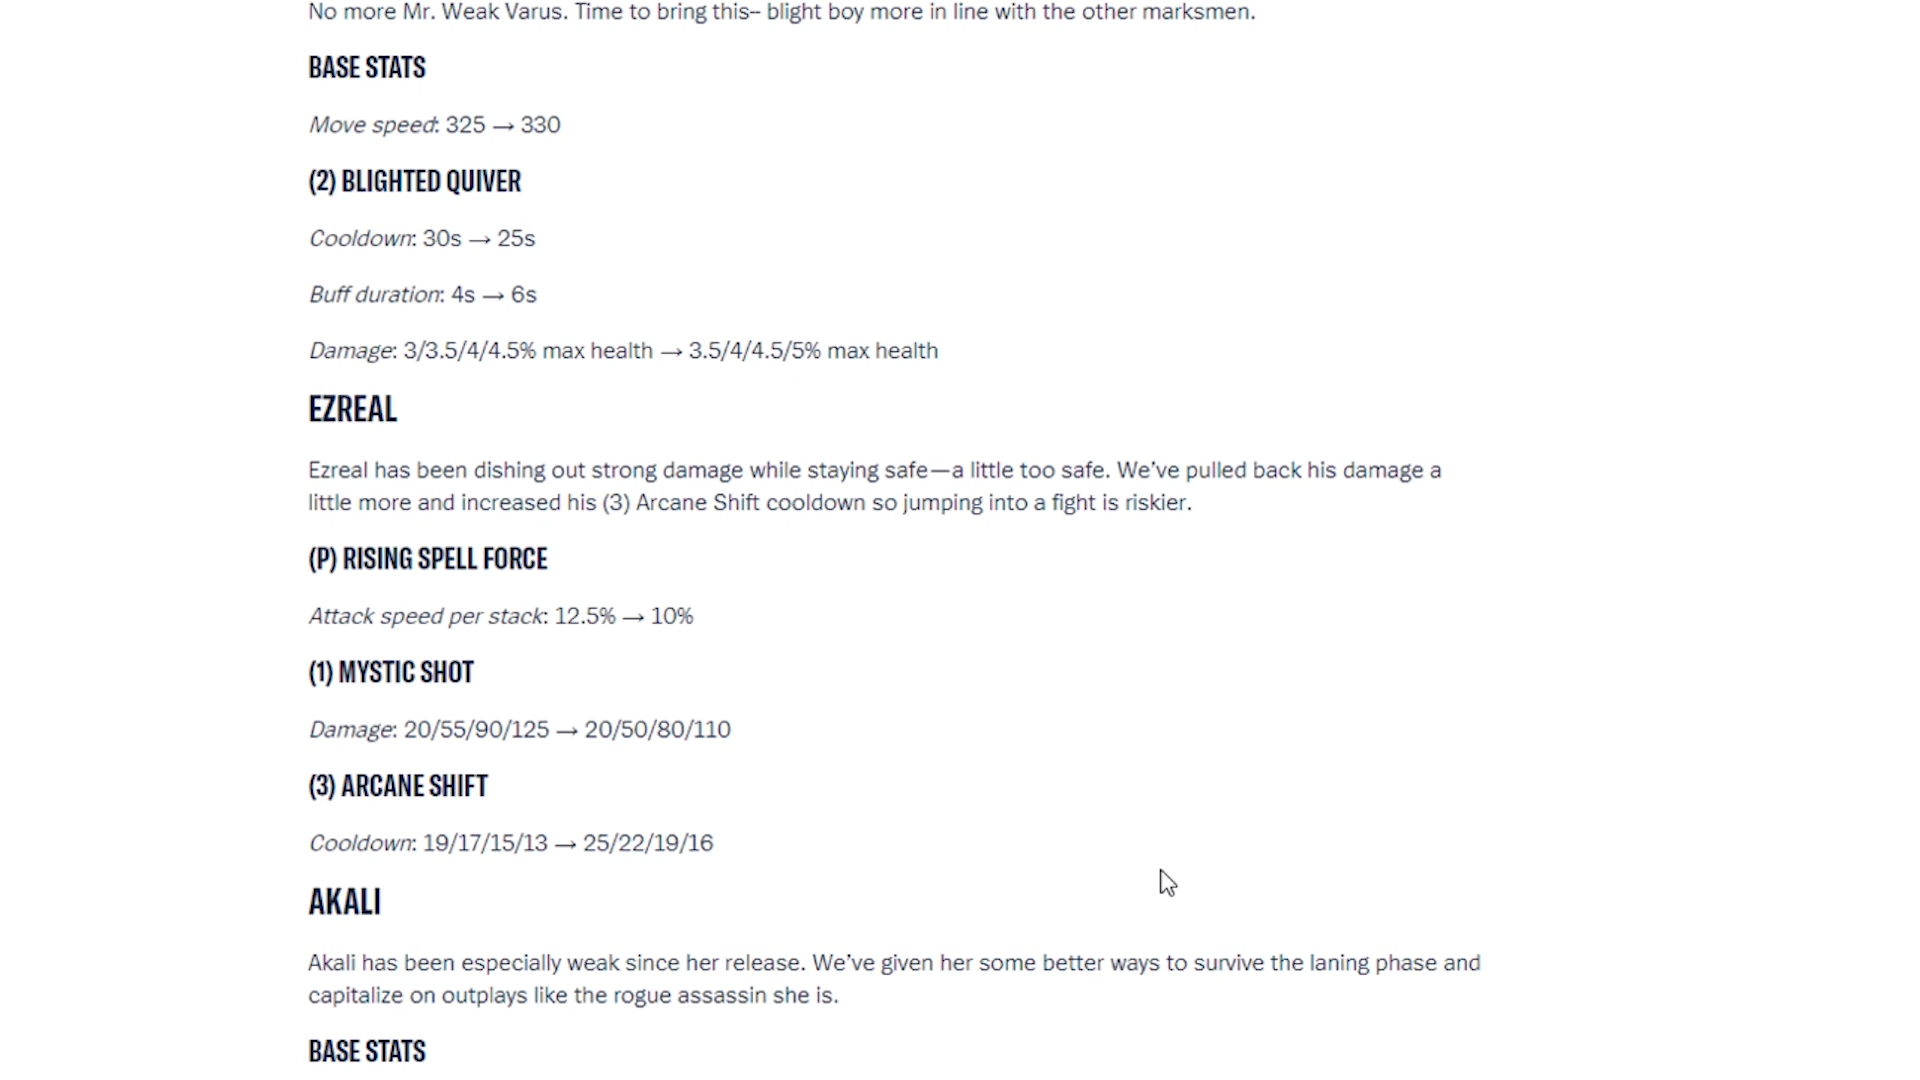 No more Mr. Weak Varus. Time to bring this-- blight boy more in line with the other marksmen.
BASE STATS
Move speed: 325 → 330
(2) BLIGHTED QUIVER
Cooldown: 30s → 25s
Buff duration: 4s → 6s
Damage: 3/3.5/4/4.5% max health → 3.5/4/4.5/5% max health
EZREAL
Ezreal has been dishing out strong damage while staying safe—a little too safe. We've pulled back his damage a
little more and increased his (3) Arcane Shift cooldown so jumping into a fight is riskier.
(P) RISING SPELL FORCE
Attack speed per stack: 12.5% → 10%
(1) MYSTIC SHOT
Damage: 20/55/90/125 → 20/50/80/110
(3) ARCANE SHIFT
Cooldown: 19/17/15/13 → 25/22/19/16
AKALI
Akali has been especially weak since her release. We've given her some better ways to survive the laning phase and
capitalize on outplays like the rogue assassin she is.
BASE STATS